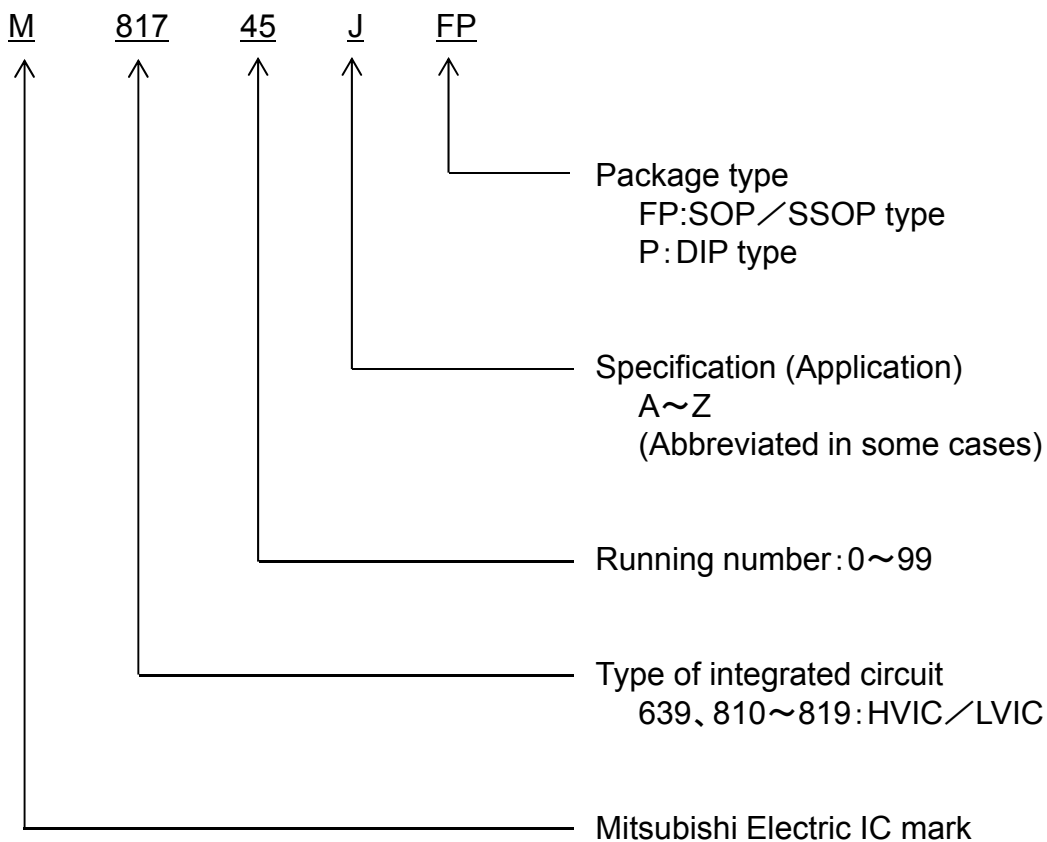 M 817 45 J FP
Package type
FP:SOP／SSOP type
P：DIP type
Specification (Application)
A～Z
(Abbreviated in some cases)
Running number：0～99
Type of integrated circuit
639、810～819：HVIC／LVIC
Mitsubishi Electric IC mark